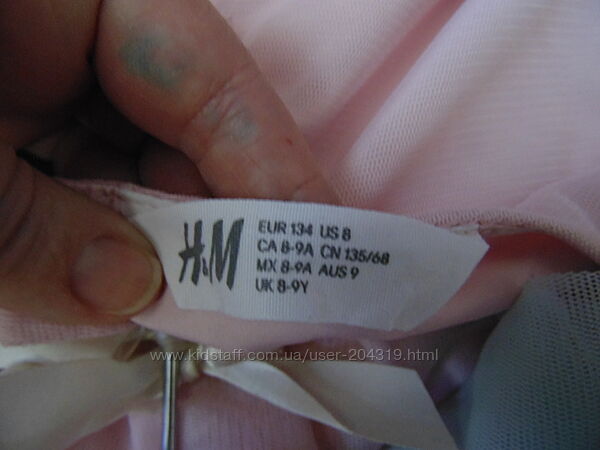 H&M
EUR 134 US 8
CA 8-9A CN 135/68
MX 8-9A AUS 9
UK 8-9Y
www.kidstaff.com.ua/user-204319.html